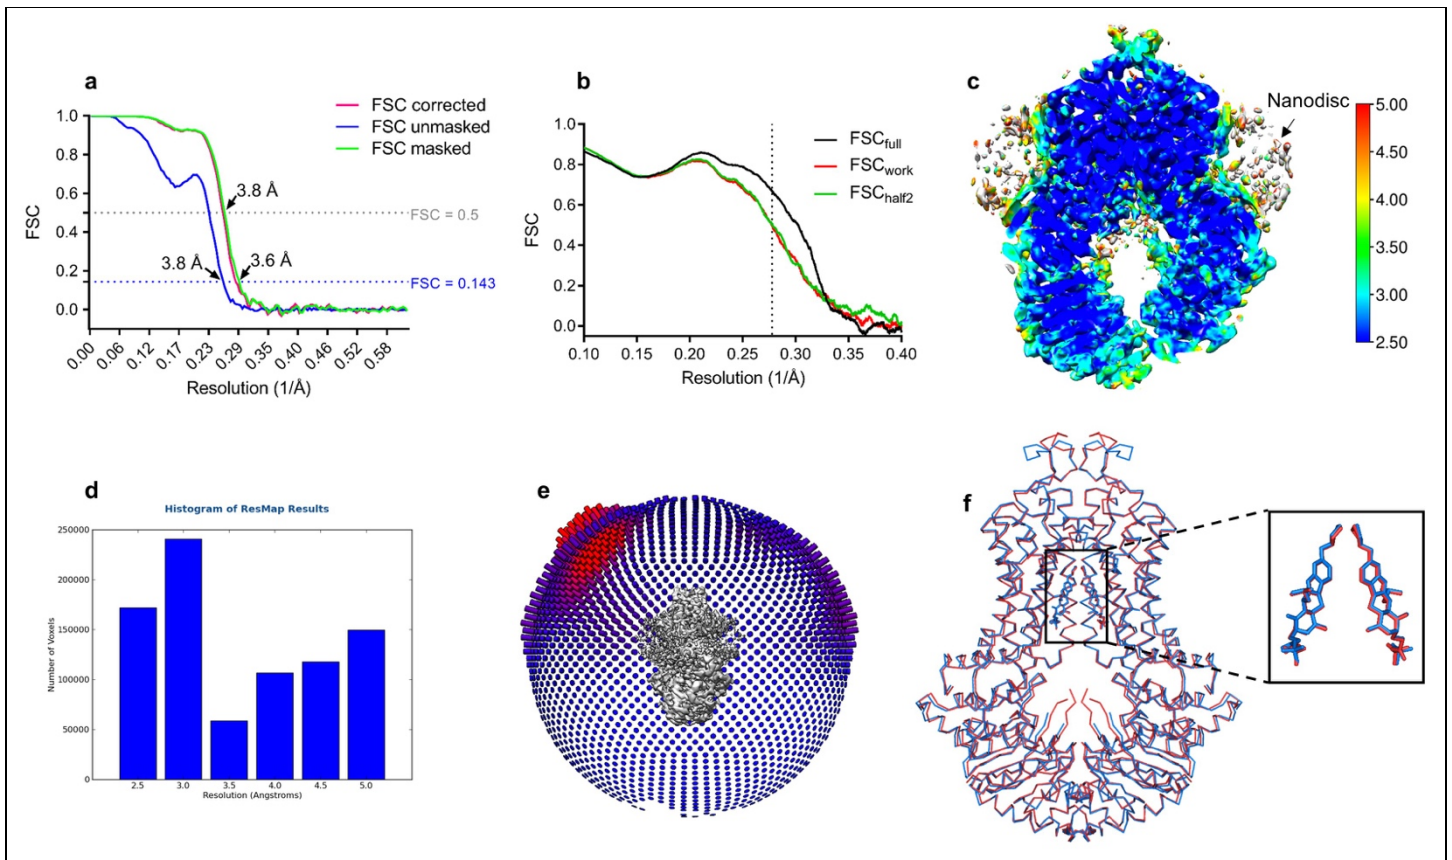 a
FSC corrected
FSC unmasked
FSC masked
1.0
0.8
0.6
0.4
0.2
0.0
FSC
3.8 Å
FSC = 0.5
3.8 Å
3.6 Å
FSC = 0.143
0.00
0.06
0.12
0.17
0.23
0.29
0.35
0.40
0.46
0.52
0.58
Resolution (1/Å)
b
1.0
0.8
0.6
0.4
0.2
0.0
FSC
FSCfull
FSCwork
FSChalf2
0.10 0.20 0.25 0.30 0.35 0.40
Resolution (1/Å)
c
Nanodisc
5.00
4.50
4.00
3.50
3.00
2.50
d
Histogram of ResMap Results
250000
200000
150000
100000
50000
0
Number of Voxels
2.5 3.0 3.5 4.0 4.5 5.0
Resolution (Angstroms)
e
f